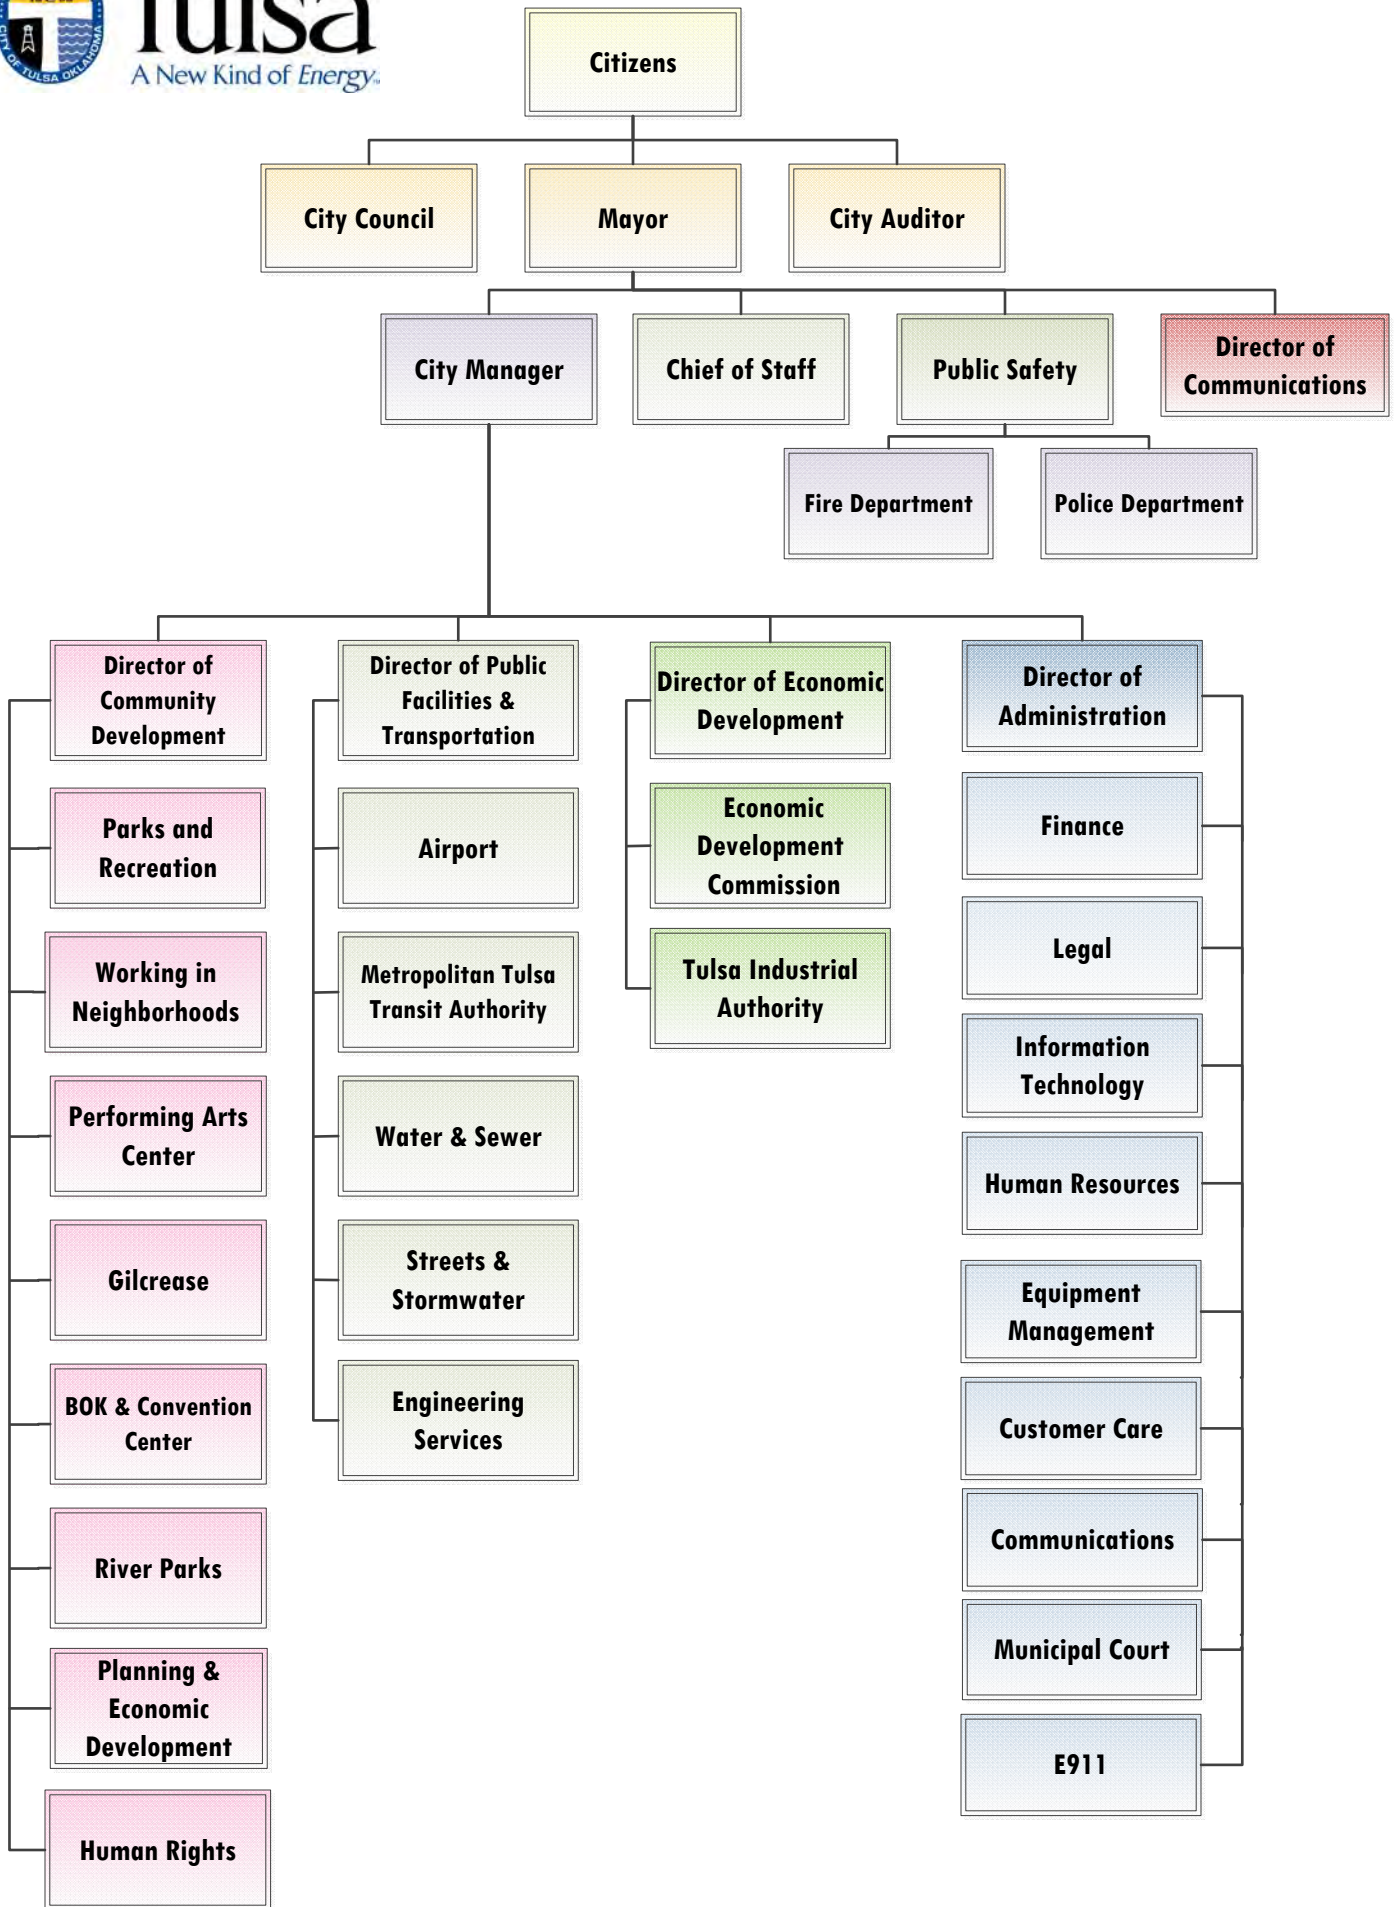 CITY OF TULSA OKLAHOMA
Tulsa
A New Kind of Energy
Citizens
City Council
Mayor
City Auditor
City Manager
Chief of Staff
Public Safety
Director of
Communications
Fire Department
Police Department
Director of
Community
Development
Director of Public
Facilities &
Transportation
Director of Economic
Development
Director of
Administration
Parks and
Recreation
Airport
Economic
Development
Commission
Finance
Working in
Neighborhoods
Metropolitan Tulsa
Transit Authority
Tulsa Industrial
Authority
Legal
Information
Technology
Performing Arts
Center
Water & Sewer
Human Resources
Gilcrease
Streets &
Stormwater
Equipment
Management
BOK & Convention
Center
Engineering
Services
Customer Care
River Parks
Communications
Planning &
Economic
Development
Municipal Court
Human Rights
E911